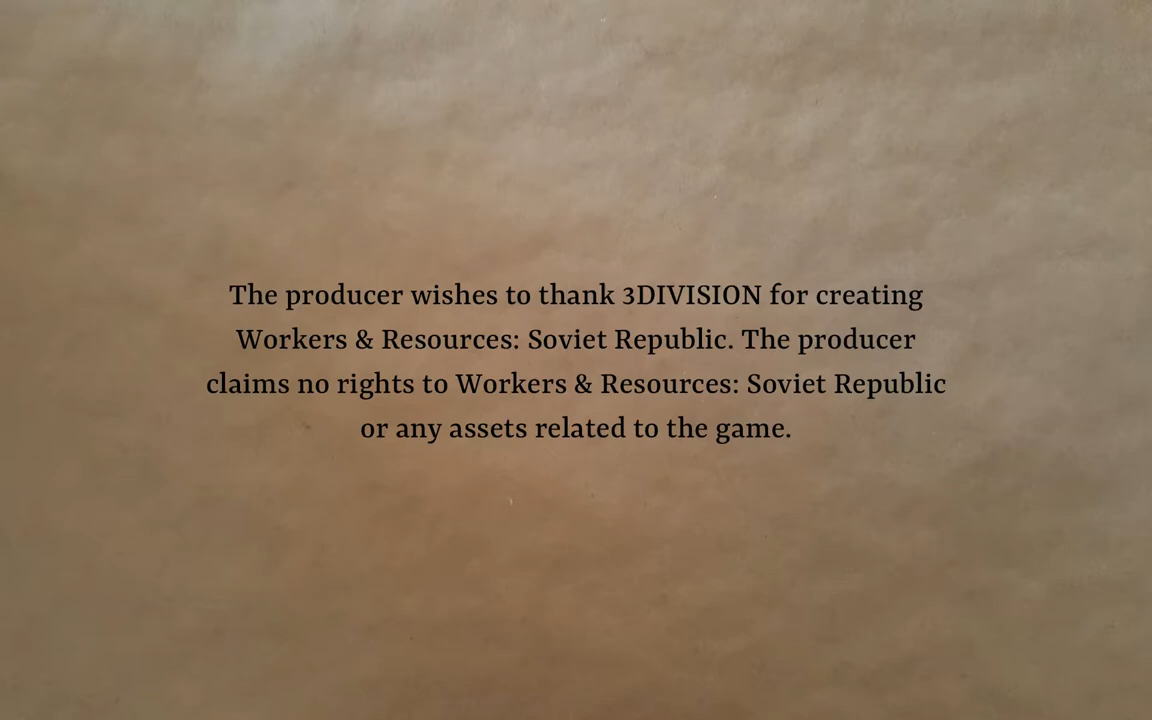 The producer wishes to thank 3DIVISION for creating
Workers & Resources: Soviet Republic. The producer
claims no rights to Workers & Resources: Soviet Republic
or any assets related to the game.